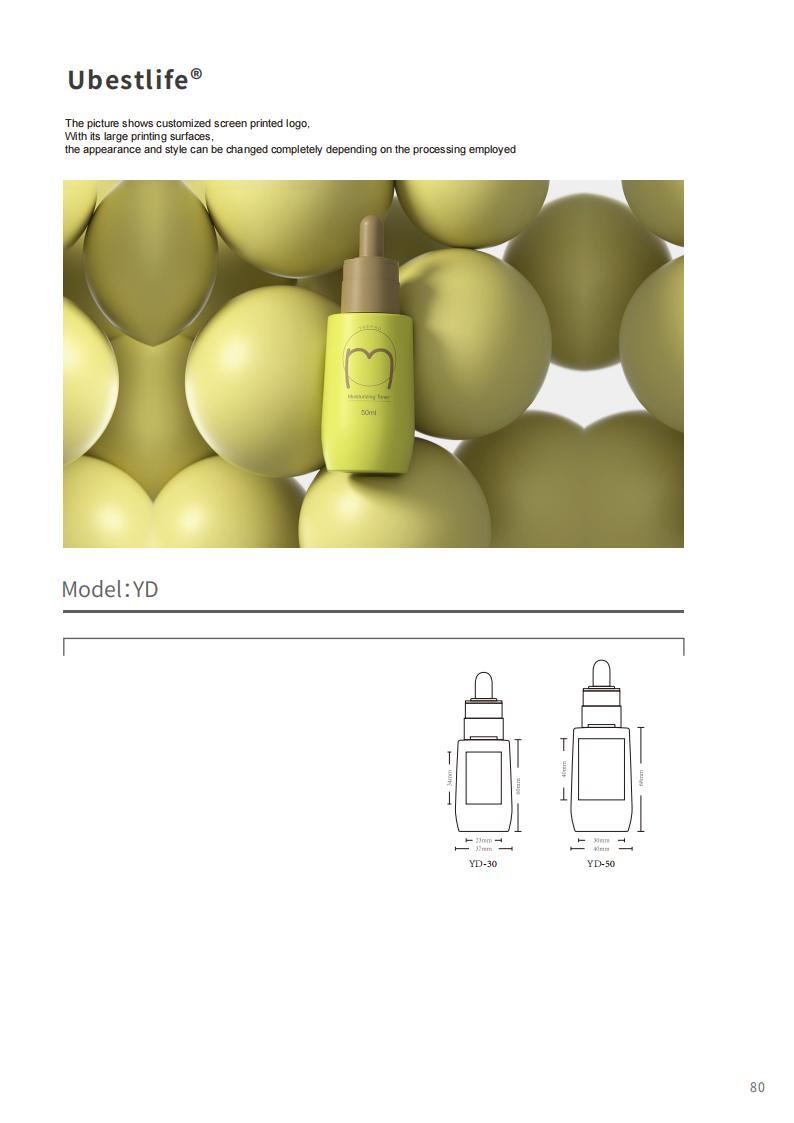 Ubestlife®
The picture shows customized screen printed logo,
With its large printing surfaces,
the appearance and style can be changed completely depending on the processing employed
m
Moisturizing Toner
50ml
Model:YD
34mm
60mm
40mm
68mm
23mm
37mm
30mm
40mm
YD-30
YD-50
80